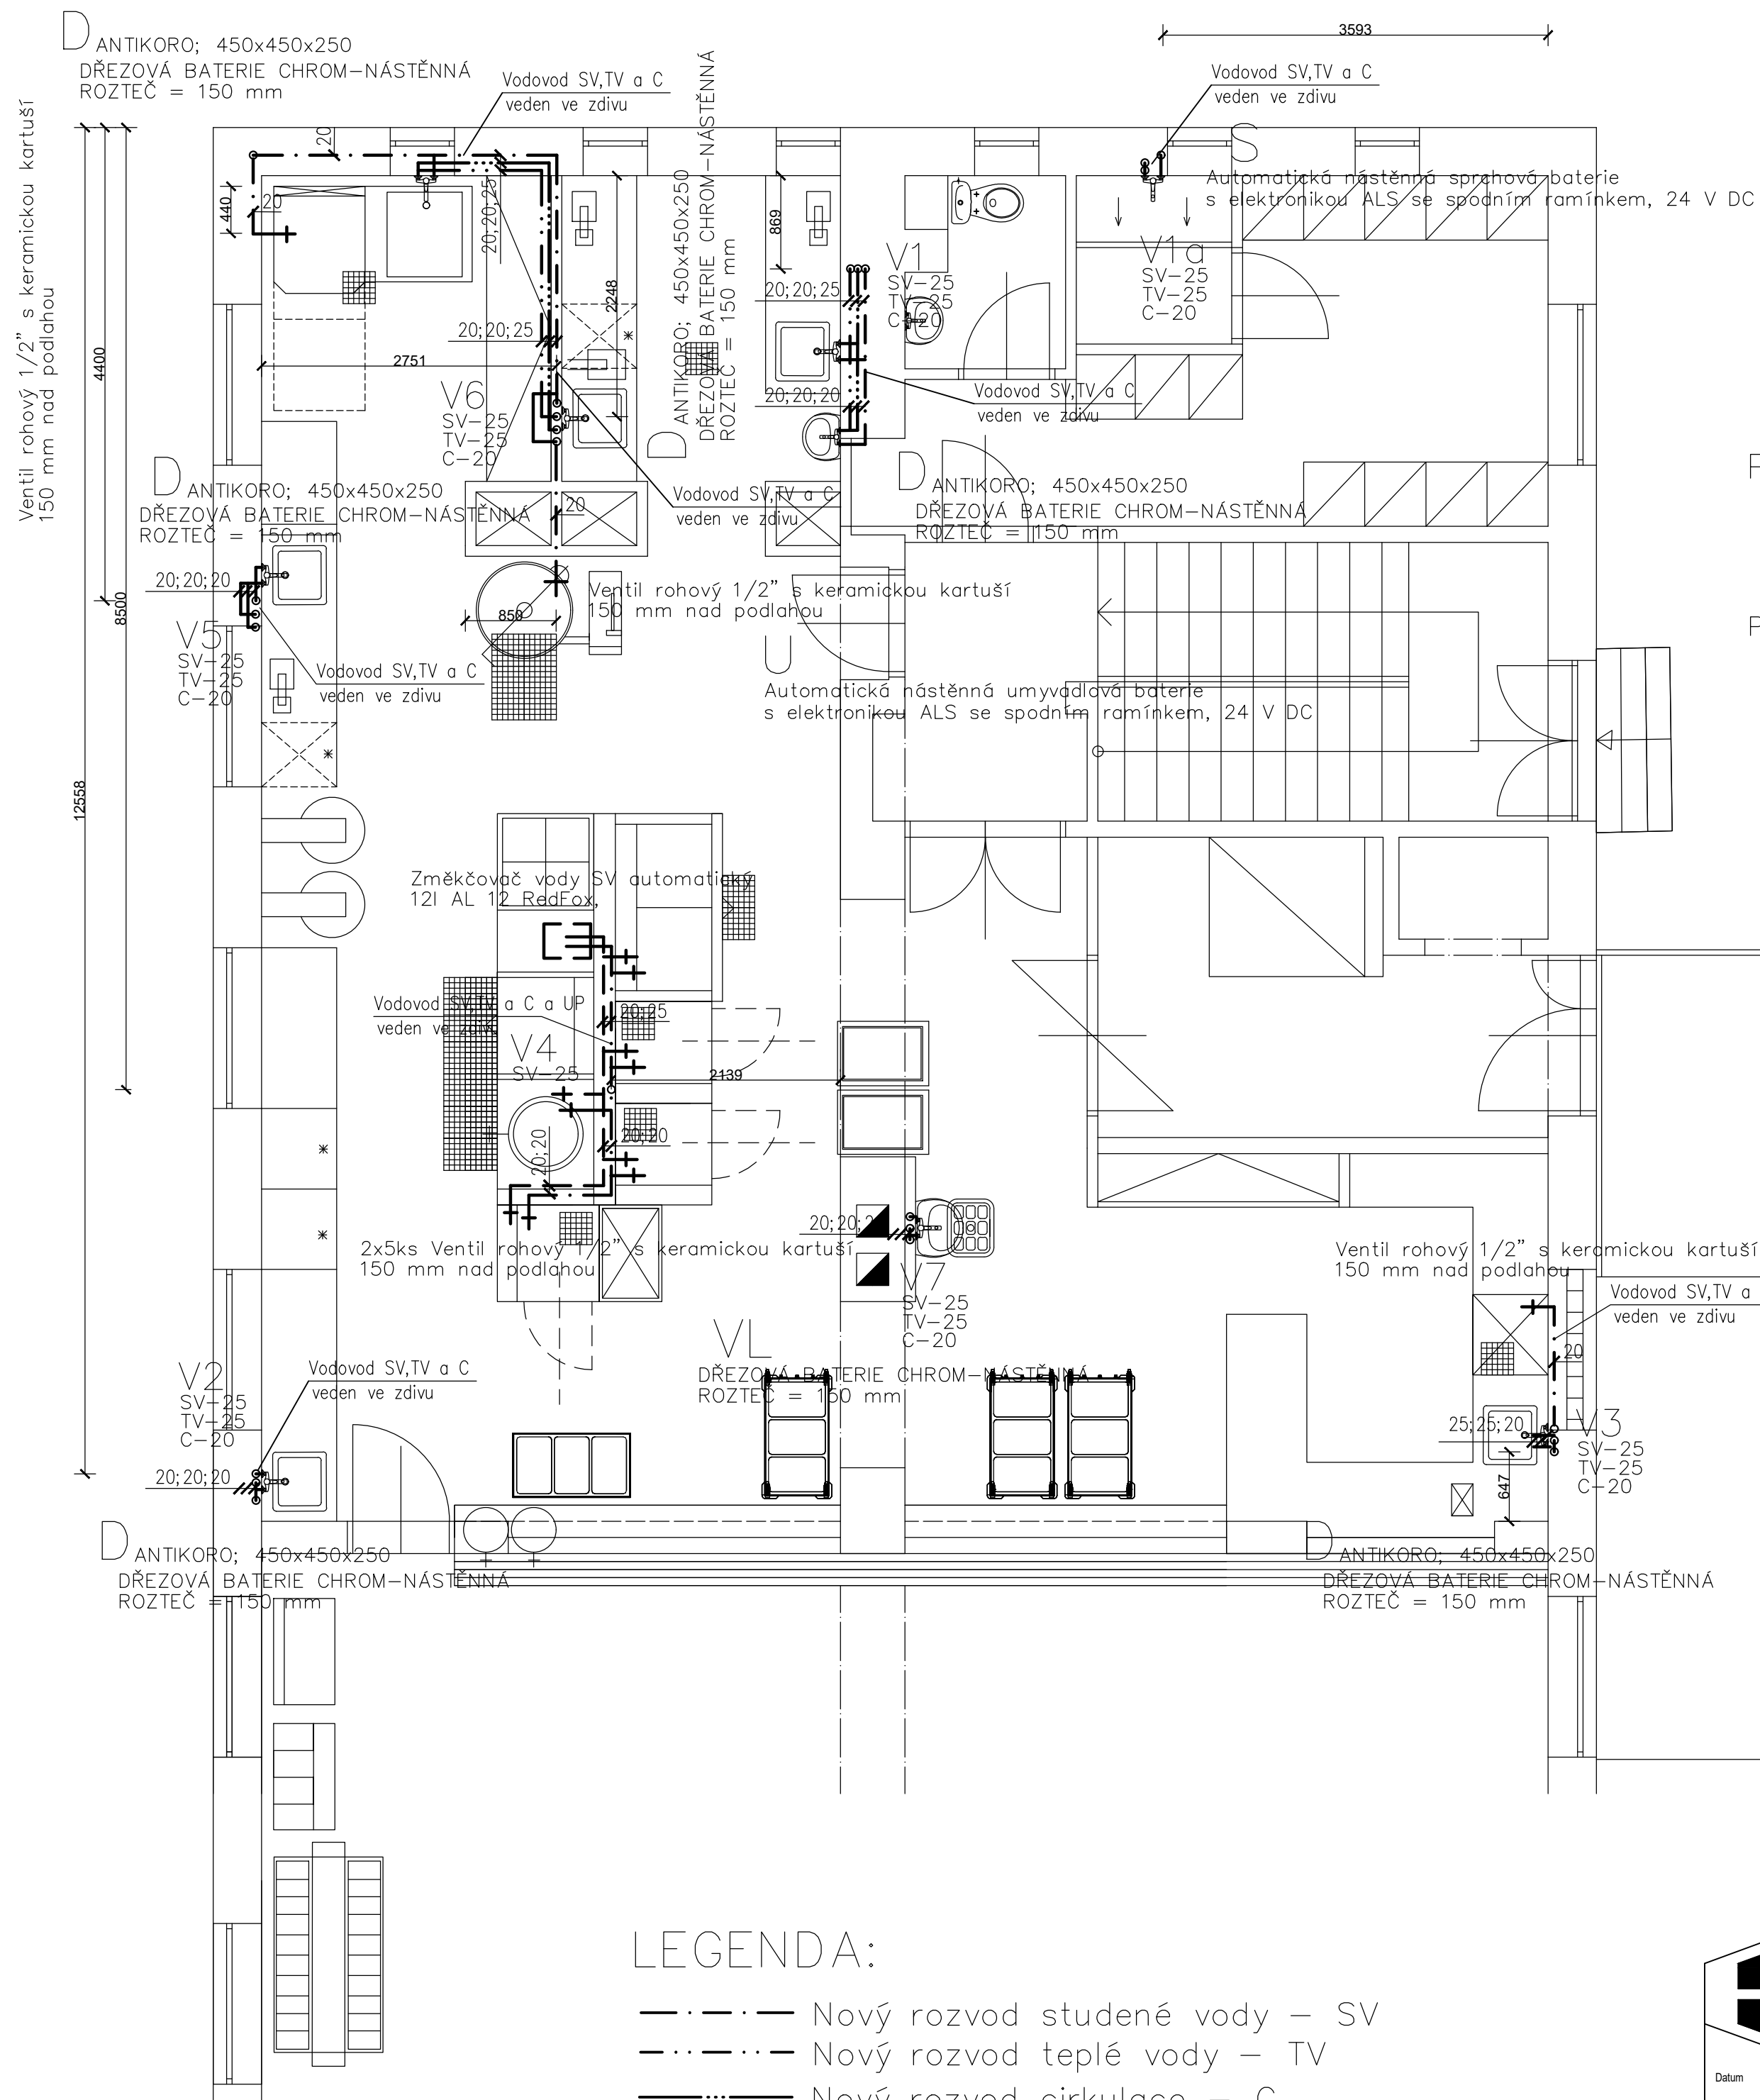 D ANTIKORO; 450x450x250
DŘEZOVÁ BATERIE CHROM-NÁSTĚNNÁ
ROZTEČ = 150 mm
Vodovod SV,TV a C
veden ve zdivu
3593
Vodovod SV,TV a C
veden ve zdivu
Ventil rohový 1/2" s keramickou kartuší
150 mm nad podlahou
D ANTIKORO; 450x450x250
DŘEZOVÁ BATERIE CHROM-NÁSTĚNNÁ
ROZTEČ = 150 mm
S
Automatická nástěnná sprchová baterie
s elektronikou ALS se spodním ramínkem, 24 V DC
20
440
20
20;20;25
869
2248
20;20;25
V1
SV-25
TV-25
C-20
V1a
SV-25
TV-25
C-20
20;20;25
2751
4400
V6
SV-25
TV-25
C-20
20;20;20
Vodovod SV,TV a C
veden ve zdivu
D ANTIKORO; 450x450x250
DŘEZOVÁ BATERIE CHROM-NÁSTĚNNÁ
ROZTEČ = 150 mm
Vodovod SV,TV a C
veden ve zdivu
20
D ANTIKORO; 450x450x250
DŘEZOVÁ BATERIE CHROM-NÁSTĚNNÁ
ROZTEČ = 150 mm
20;20;20
8500
850
Ventil rohový 1/2" s keramickou kartuší
150 mm nad podlahou
V5
SV-25
TV-25
C-20
Vodovod SV,TV a C
veden ve zdivu
U
Automatická nástěnná umyvadlová baterie
s elektronikou ALS se spodním ramínkem, 24 V DC
12558
Změkčovač vody SV automatický
12l AL 12 RedFox,
Vodovod SV,TV a C a UP
veden ve zdivu
20;25
V4
SV-25
2139
20;20
20;20
2x5ks Ventil rohový 1/2" s keramickou kartuší
150 mm nad podlahou
V7
SV-25
TV-25
C-20
Ventil rohový 1/2" s keramickou kartuší
150 mm nad podlahou
Vodovod SV,TV a
veden ve zdivu
20
VL
DŘEZOVÁ BATERIE CHROM-NÁSTĚNNÁ
ROZTEČ = 150 mm
V2
SV-25
TV-25
C-20
Vodovod SV,TV a C
veden ve zdivu
20;20;20
25;25;20
V3
SV-25
TV-25
C-20
647
D ANTIKORO; 450x450x250
DŘEZOVÁ BATERIE CHROM-NÁSTĚNNÁ
ROZTEČ = 150 mm
D ANTIKORO; 450x450x250
DŘEZOVÁ BATERIE CHROM-NÁSTĚNNÁ
ROZTEČ = 150 mm
LEGENDA:
Nový rozvod studené vody - SV
Nový rozvod teplé vody - TV
Nový rozvod cirkulace - C
Datum